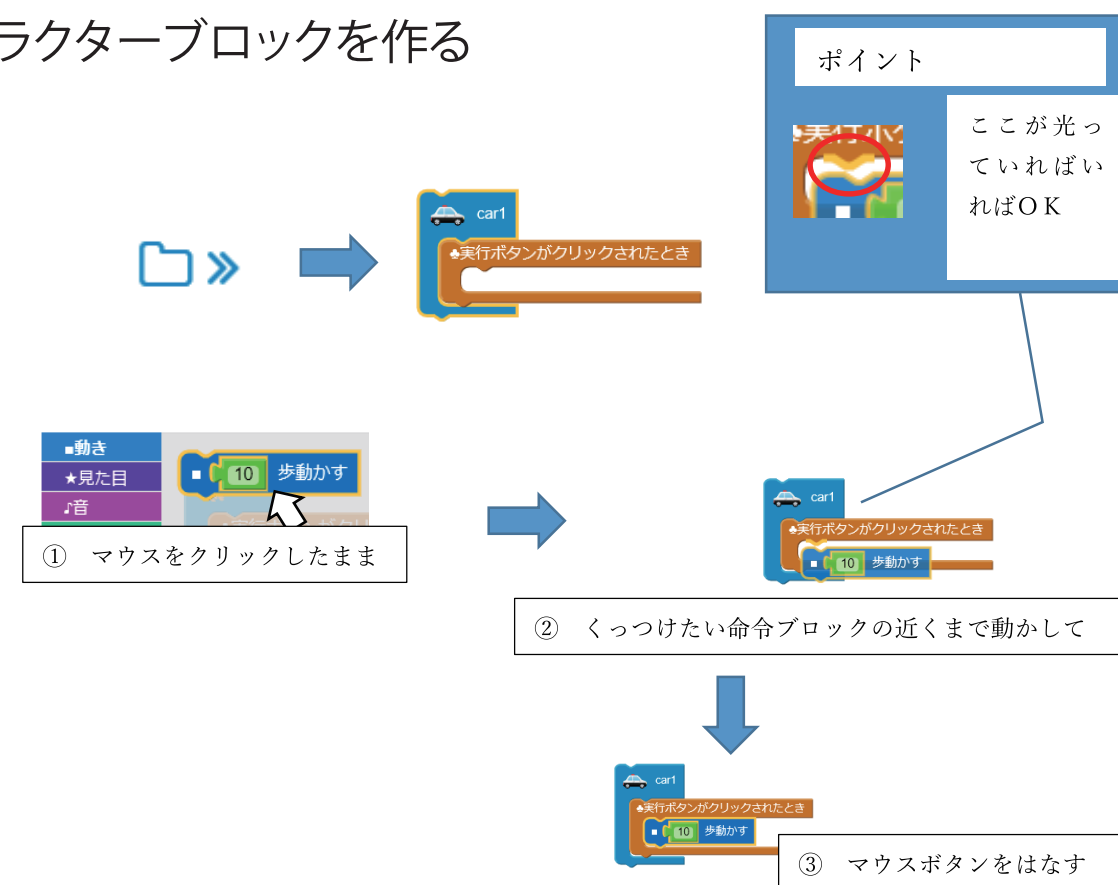 ラクターブロックを作る
ポイント
ここが光っ
ていればい
ればＯＫ
car1
♣実行ボタンがクリックされたとき
■動き
★見た目
♪音
■ 10 歩動かす
① マウスをクリックしたまま
car1
♣実行ボタンがクリックされたとき
■ 10 歩動かす
② くっつけたい命令ブロックの近くまで動かして
car1
♣実行ボタンがクリックされたとき
■ 10 歩動かす
③ マウスボタンをはなす